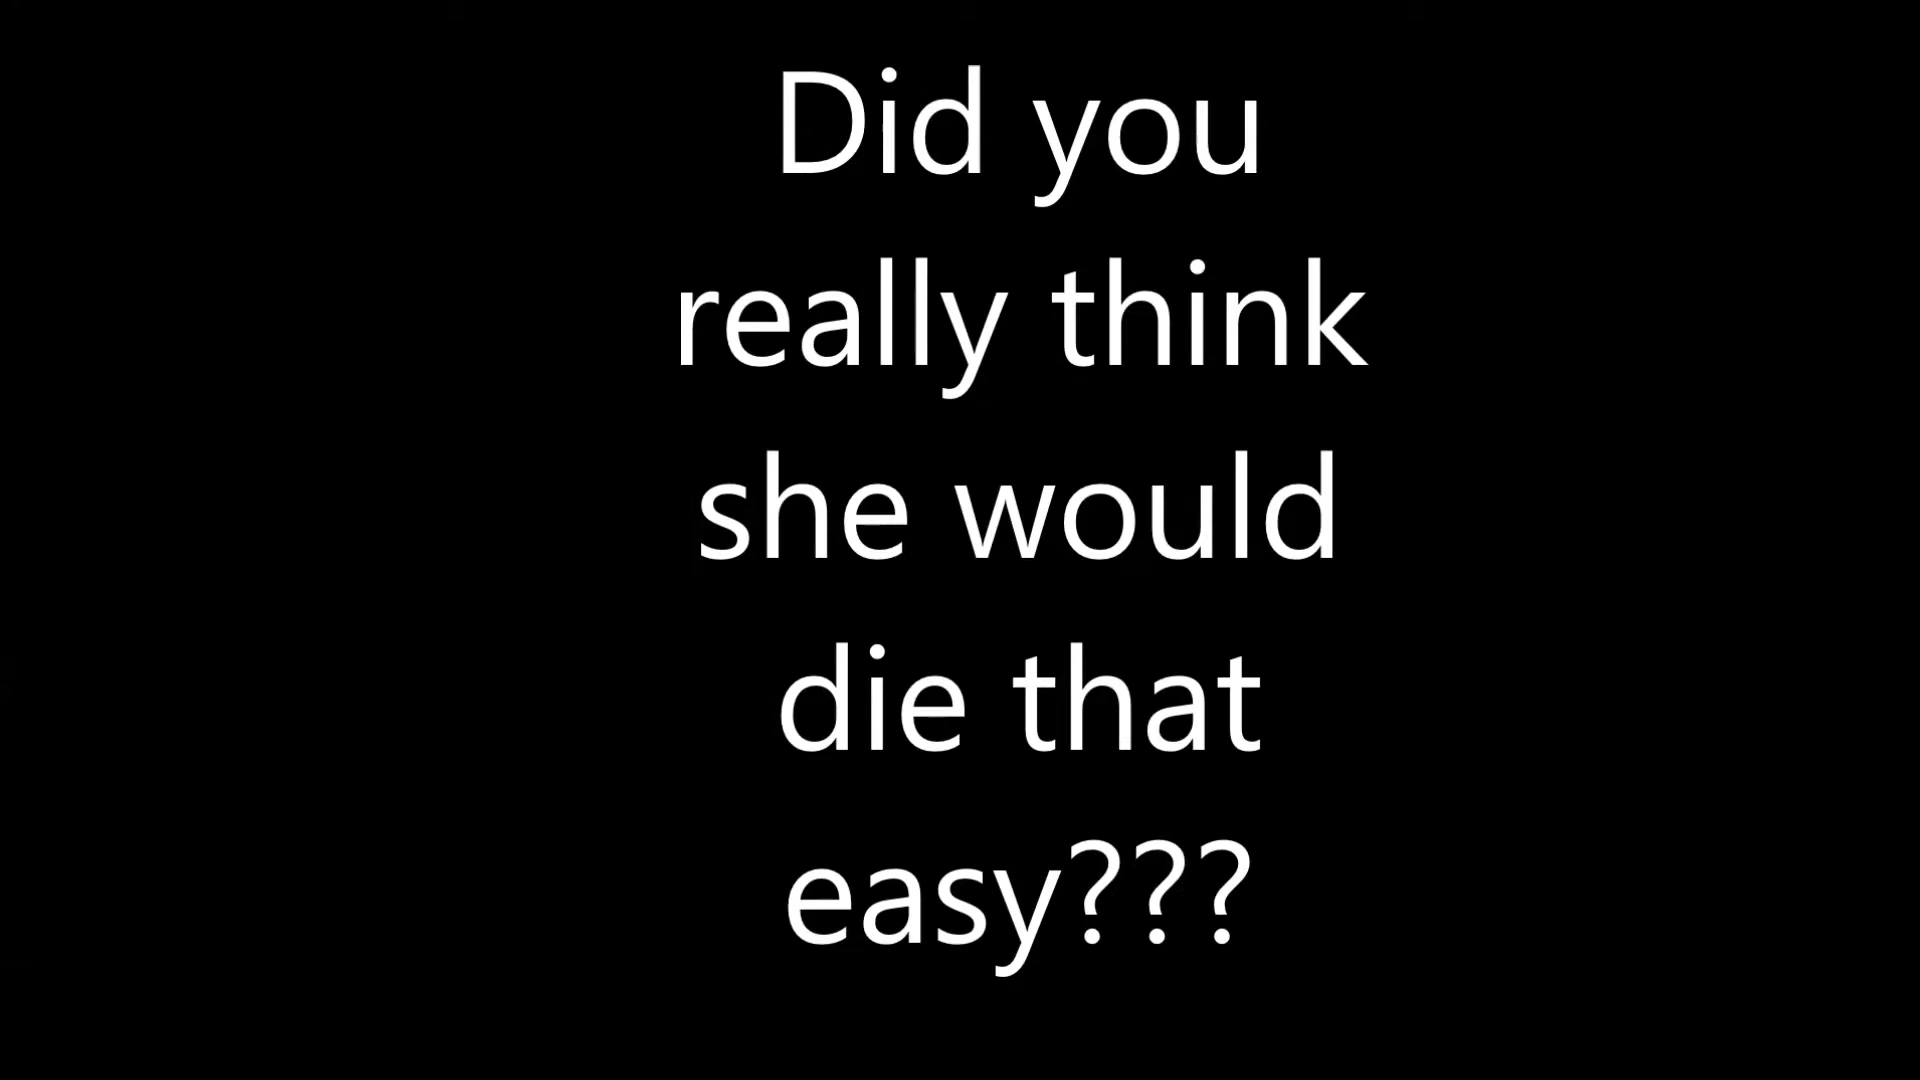 Did you
really think
she would
die that
easy???